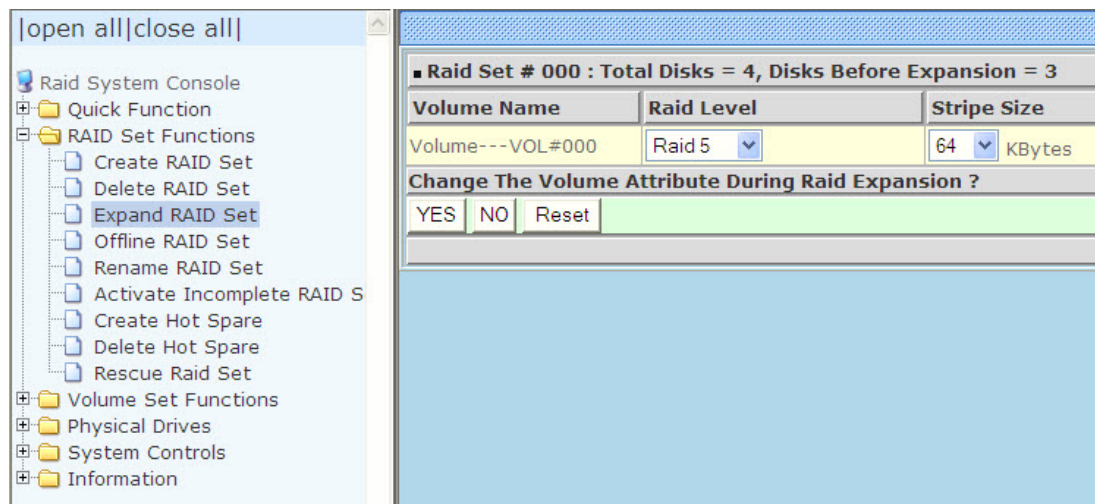 |open all|close all|
Raid System Console
Quick Function
RAID Set Functions
Create RAID Set
Delete RAID Set
Expand RAID Set
Offline RAID Set
Rename RAID Set
Activate Incomplete RAID S
Create Hot Spare
Delete Hot Spare
Rescue Raid Set
Volume Set Functions
Physical Drives
System Controls
Information
Raid Set # 000 : Total Disks = 4, Disks Before Expansion = 3
Volume Name Raid Level Stripe Size
Volume---VOL#000 Raid 5 64 KBytes
Change The Volume Attribute During Raid Expansion ?
YES NO Reset